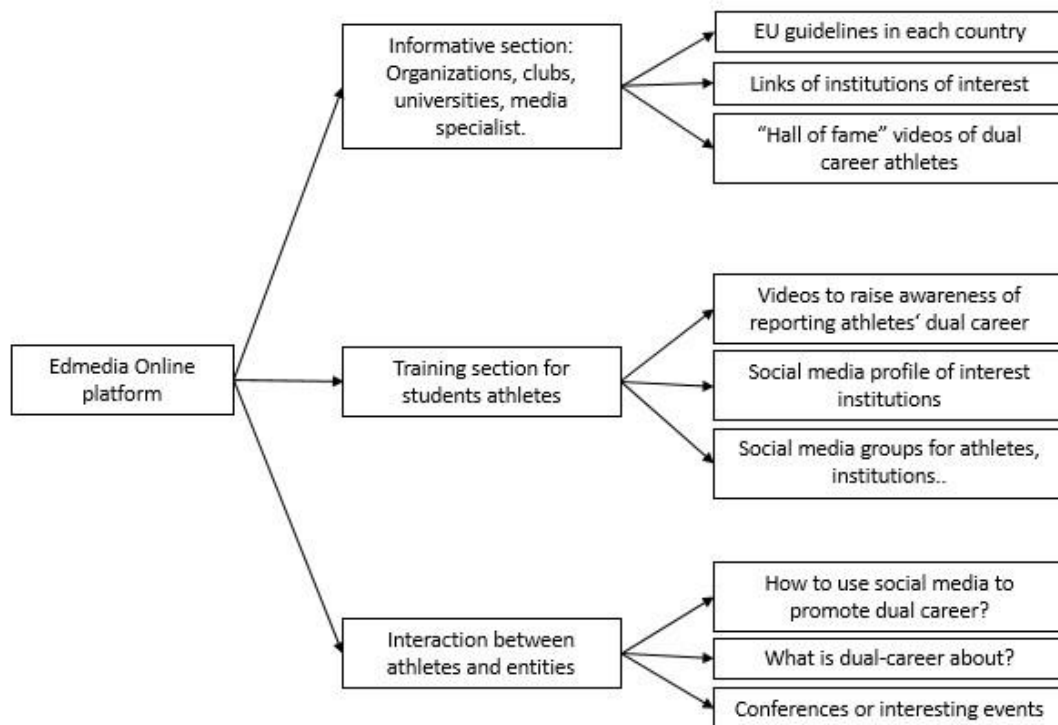 Edmedia Online
platform
Informative section:
Organizations, clubs,
universities, media
specialist.
EU guidelines in each country
Links of institutions of interest
“Hall of fame” videos of dual
career athletes
Training section for
students athletes
Videos to raise awareness of
reporting athletes‘ dual career
Social media profile of interest
institutions
Social media groups for athletes,
institutions..
Interaction between
athletes and entities
How to use social media to
promote dual career?
What is dual-career about?
Conferences or interesting events